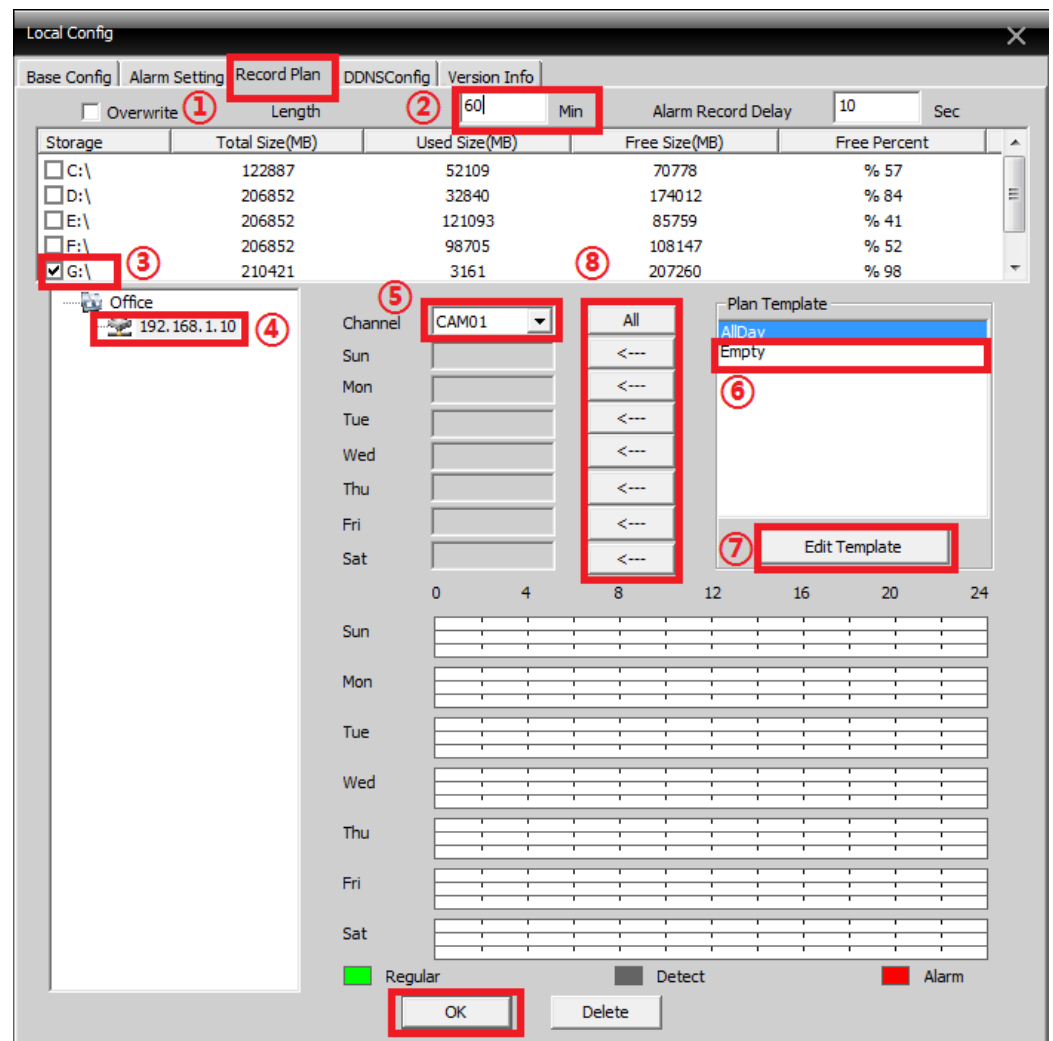 Local Config
Base Config Alarm Setting Record Plan DDNSConfig Version Info
Overwrite ① Length ② 60 Min Alarm Record Delay 10 Sec
Storage Total Size(MB) Used Size(MB) Free Size(MB) Free Percent
C:\ 122887 52109 70778 % 57
D:\ 206852 32840 174012 % 84
E:\ 206852 121093 85759 % 41
F:\ 206852 98705 108147 % 52
③ G:\ 210421 3161 ⑧ 207260 % 98
Office
192.168.1.10 ④
⑤
Channel CAM01 All
Sun <---
Mon <---
Tue <---
Wed <---
Thu <---
Fri <---
Sat <---
Plan Template
AllDay
Empty
⑥
⑦ Edit Template
0 4 8 12 16 20 24
Sun
Mon
Tue
Wed
Thu
Fri
Sat
Regular Detect Alarm
OK Delete